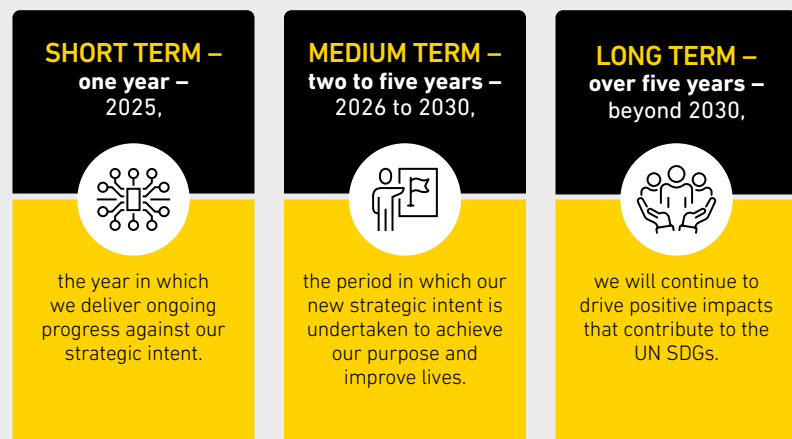 SHORT TERM –
one year –
2025,
the year in which
we deliver ongoing
progress against our
strategic intent.
MEDIUM TERM –
two to five years –
2026 to 2030,
the period in which our
new strategic intent is
undertaken to achieve
our purpose and
improve lives.
LONG TERM –
over five years –
beyond 2030,
we will continue to
drive positive impacts
that contribute to the
UN SDGs.